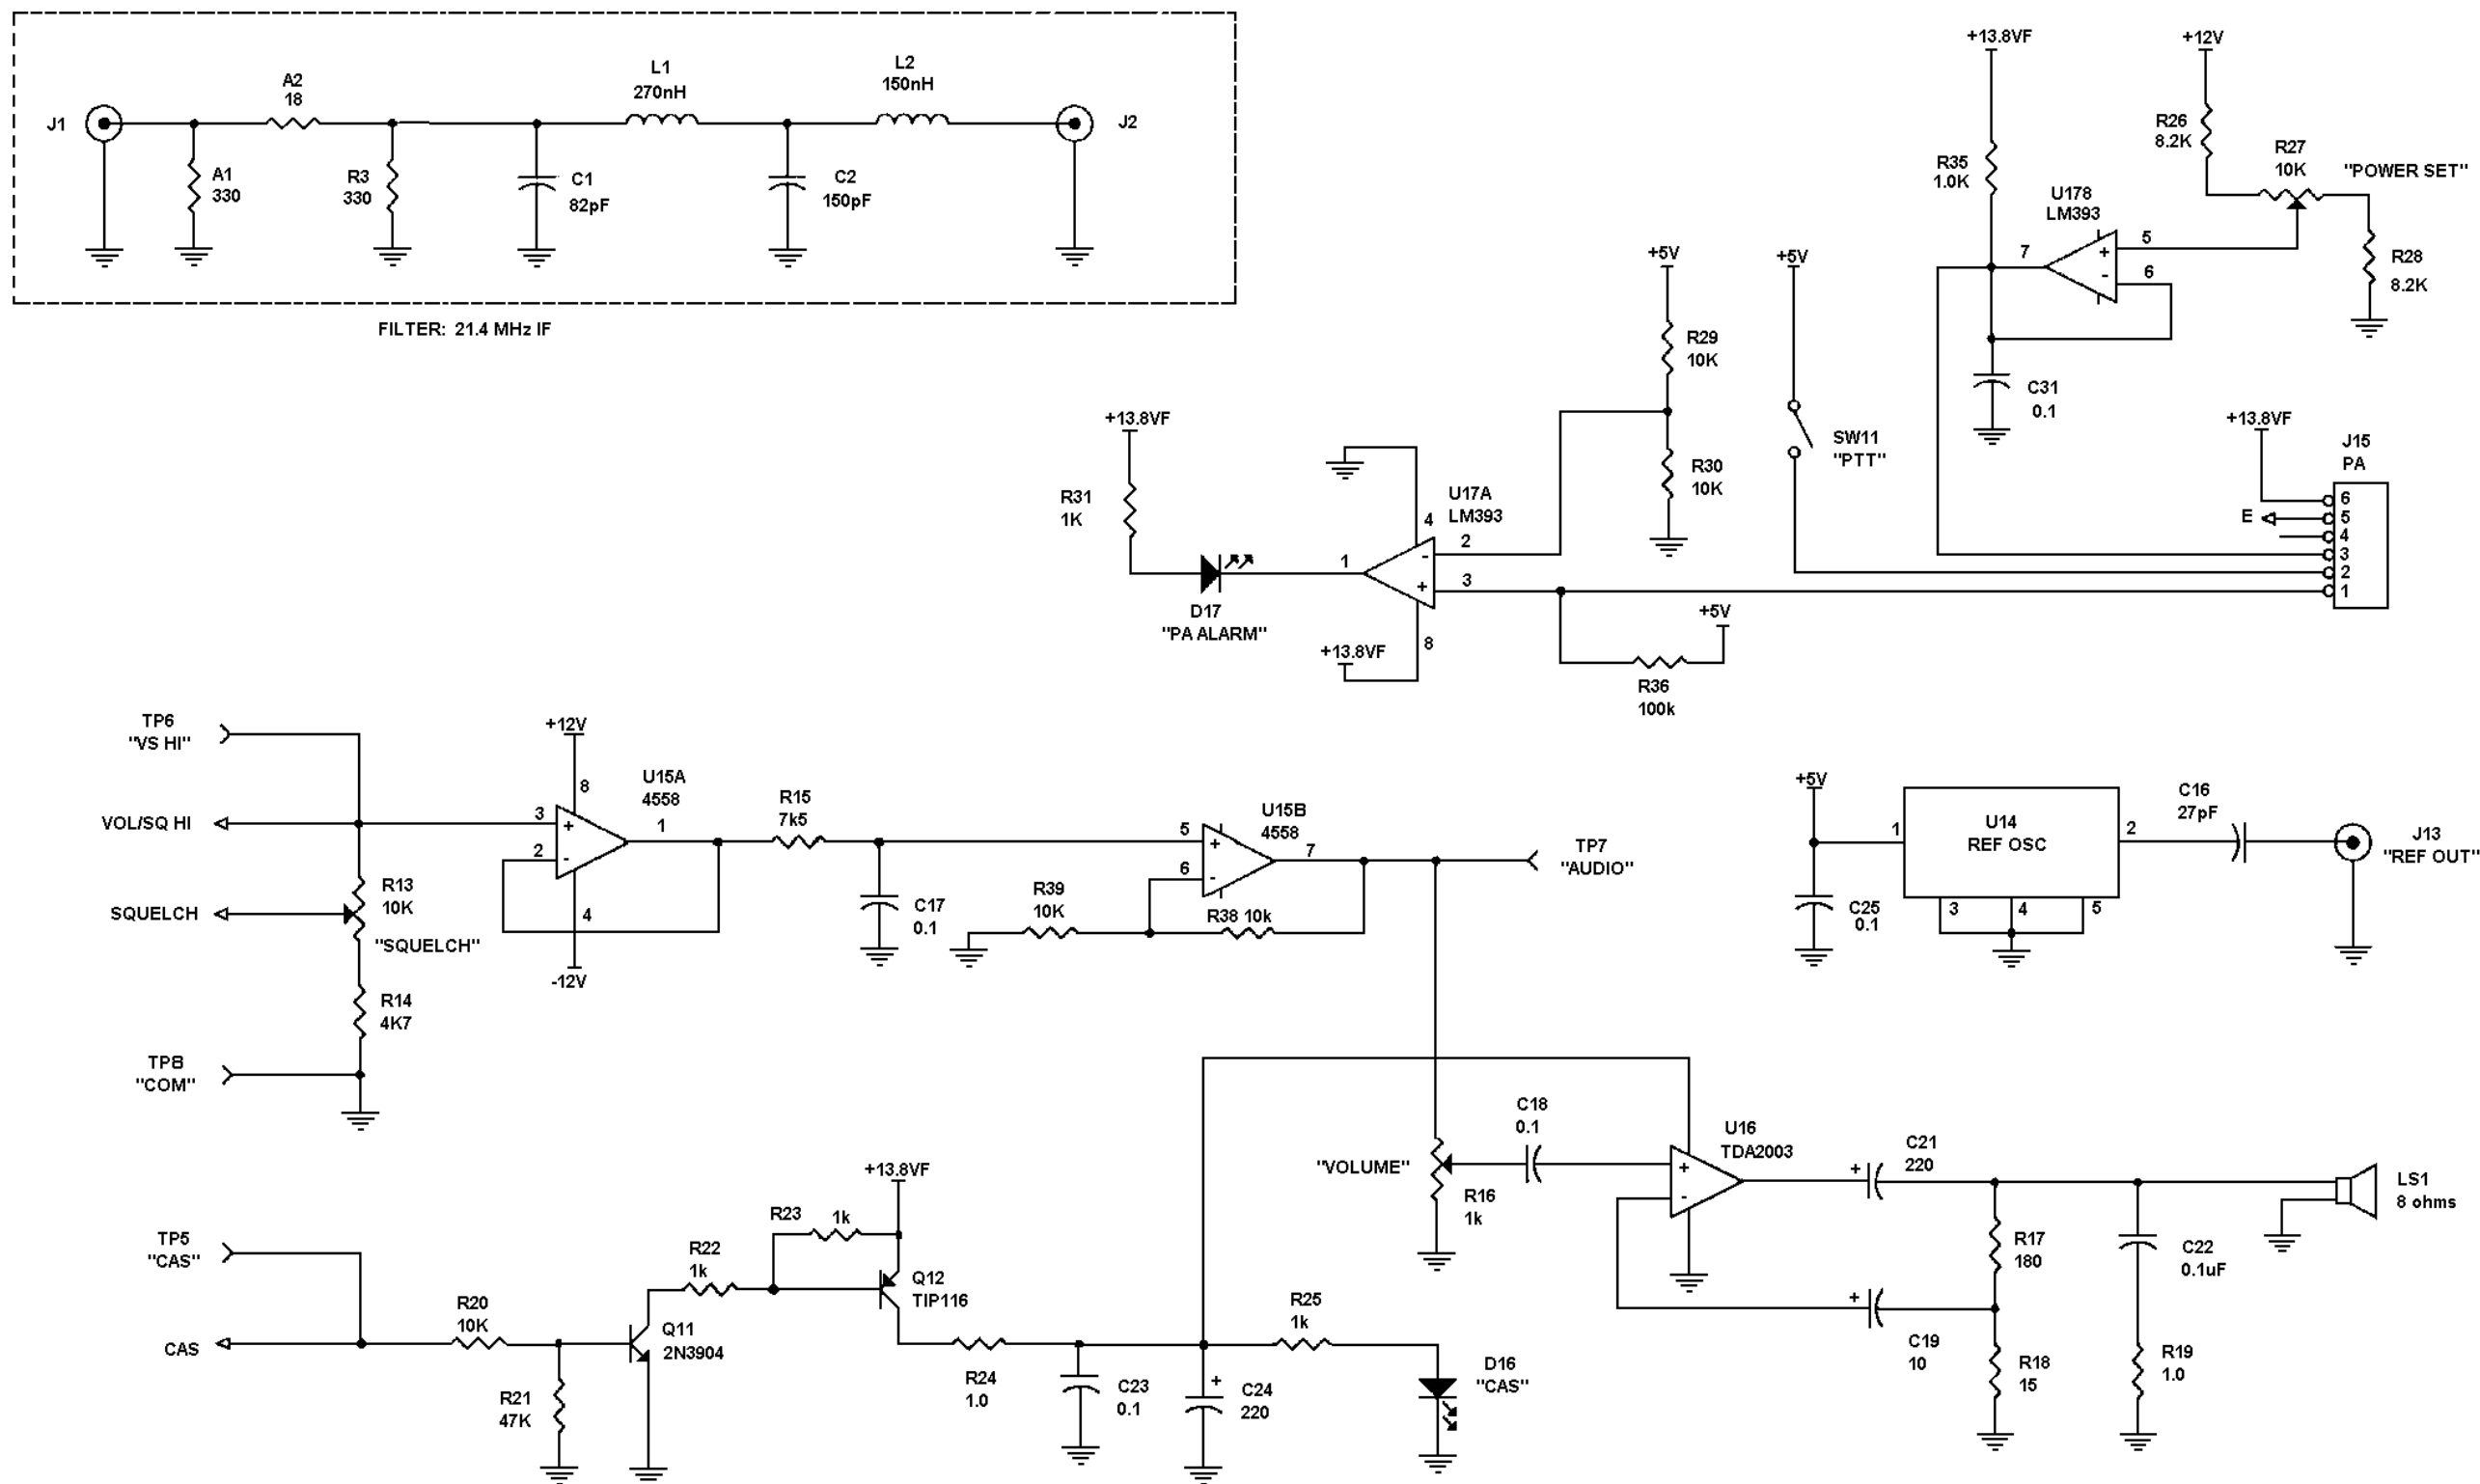 J1
A2
18
A1
330
R3
330
C1
82pF
L1
270nH
C2
150pF
L2
150nH
J2
FILTER: 21.4 MHz IF
+13.8VF
R35
1.0K
+12V
R26
8.2K
R27
10K
"POWER SET"
U178
LM393
5
+
6
-
7
R28
8.2K
C31
0.1
+5V
R29
10K
R30
10K
+5V
SW11
"PTT"
+13.8VF
J15
PA
6
E
5
4
3
2
1
+13.8VF
R31
1K
D17
"PA ALARM"
U17A
LM393
4
2
-
1
3
+
8
+13.8VF
+5V
R36
100k
TP6
"VS HI"
VOL/SQ HI
SQUELCH
R13
10K
"SQUELCH"
R14
4K7
TP8
"COM"
+12V
8
U15A
4558
3
+
1
2
-
4
-12V
R15
7k5
C17
0.1
U15B
4558
5
+
7
6
-
R39
10K
R38 10k
TP7
"AUDIO"
+5V
C25
0.1
1
U14
REF OSC
2
3
4
5
C16
27pF
J13
"REF OUT"
TP5
"CAS"
CAS
R20
10K
R21
47K
Q11
2N3904
R22
1k
R23
1k
+13.8VF
Q12
TIP116
R24
1.0
C23
0.1
+
C24
220
R25
1k
D16
"CAS"
"VOLUME"
R16
1k
C18
0.1
U16
TDA2003
+
-
+
C21
220
+
C19
10
R17
180
R18
15
C22
0.1uF
R19
1.0
LS1
8 ohms